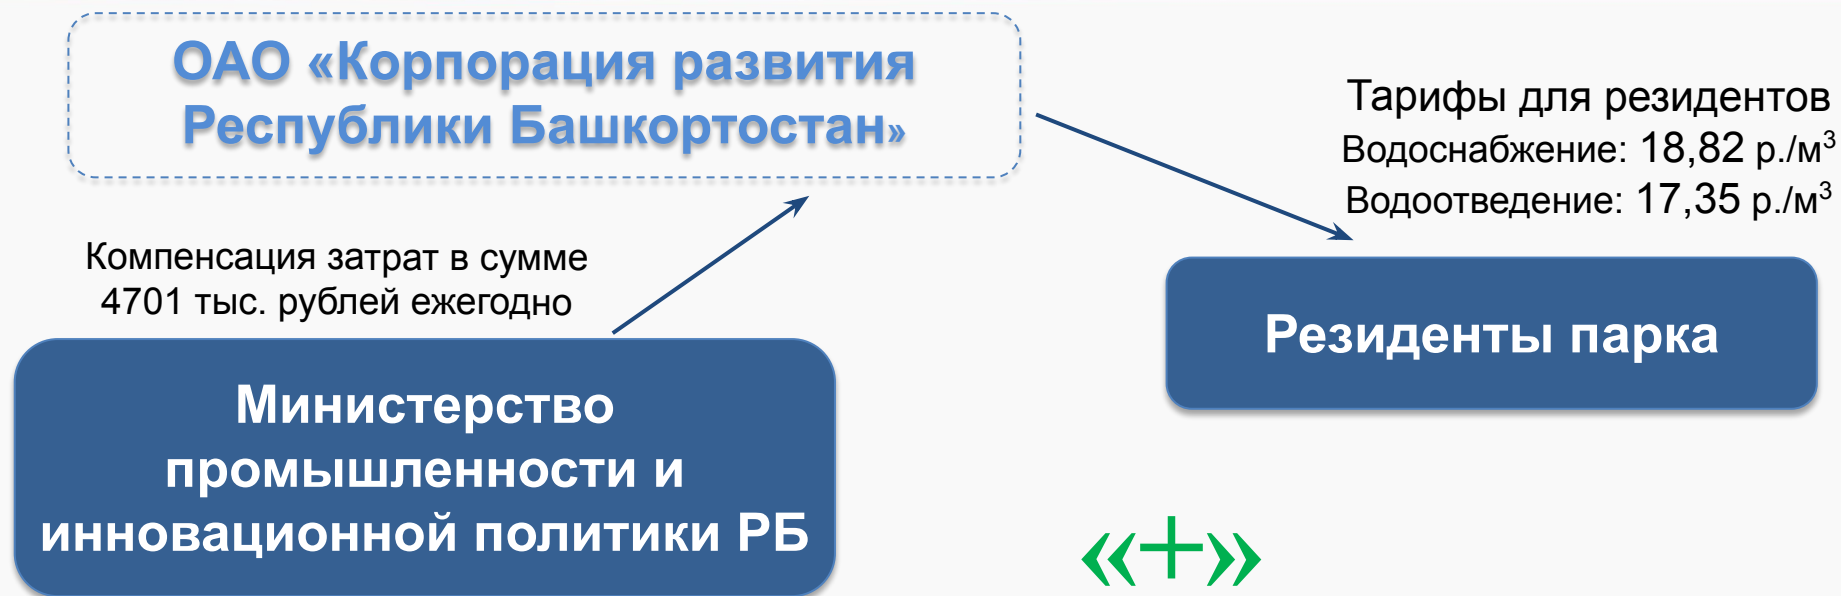 ОАО «Корпорация развития
Республики Башкортостан»
Тарифы для резидентов
Водоснабжение: 18,82 р./м³
Водоотведение: 17,35 р./м³
Компенсация затрат в сумме
4701 тыс. рублей ежегодно
Резиденты парка
Министерство
промышленности и
инновационной политики РБ
«+»